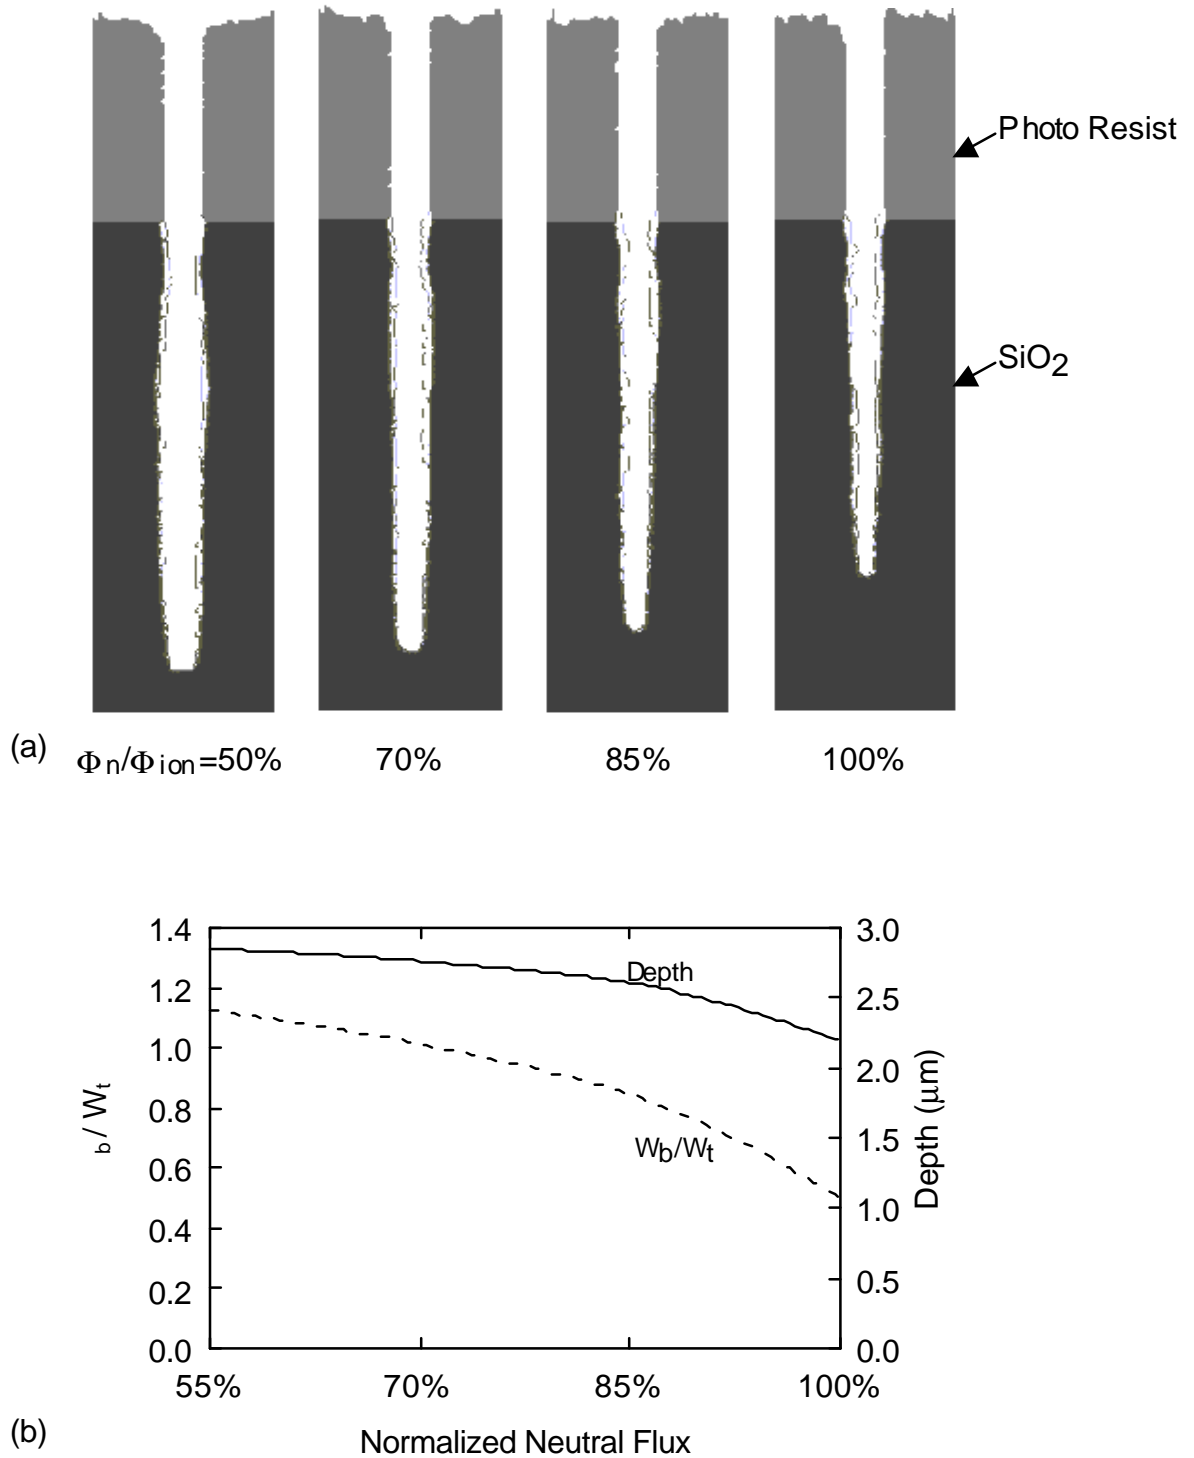 Photo Resist
SiO2
(a) Φn/Φion=50% 70% 85% 100%
1.4 3.0
1.2 Depth 2.5
1.0 2.0
0.8 1.5
Wb/Wt
0.6 1.0
0.4
0.2 0.5
0.0 0.0
b/Wt
Depth (μm)
55% 70% 85% 100%
(b) Normalized Neutral Flux